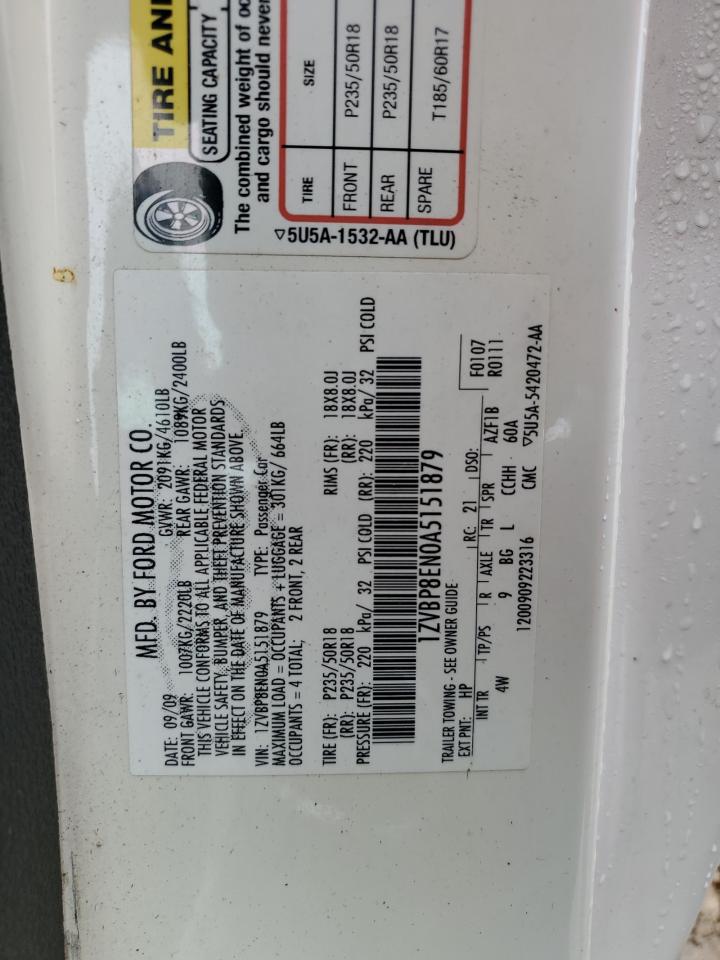 TIRE AND
SEATING CAPACITY
The combined weight of oc
and cargo should never
TIRE SIZE
FRONT P235/50R18
REAR P235/50R18
SPARE T185/60R17
▽5U5A-1532-AA (TLU)
MFD. BY FORD MOTOR CO.
DATE: 09/09 GVWR: 2091KG/4610LB
FRONT GAWR: 1007KG/2220LB REAR GAWR: 1089KG/2400LB
THIS VEHICLE CONFORMS TO ALL APPLICABLE FEDERAL MOTOR
VEHICLE SAFETY, BUMPER, AND THEFT PREVENTION STANDARDS
IN EFFECT ON THE DATE OF MANUFACTURE SHOWN ABOVE.
VIN: 1ZVBP8EN0A5151879 TYPE: Passenger Car
MAXIMUM LOAD = OCCUPANTS + LUGGAGE = 301KG/ 664LB
OCCUPANTS = 4 TOTAL; 2 FRONT, 2 REAR
TIRE (FR): P235/50R18 RIMS (FR): 18X8.0J
(RR): P235/50R18 (RR): 18X8.0J
PRESSURE (FR): 220 kPa/ 32 PSI COLD (RR): 220 kPa/ 32 PSI COLD
1ZVBP8EN0A5151879
TRAILER TOWING - SEE OWNER GUIDE
EXT PNT: HP RC: 21 DSO: F0107
R0111
INT TR TP/PS R AXLE TR SPR AZF1B
4W 9 BG L CCHH 60A
1200909223316 CMC ▽5U5A-5420472-AA